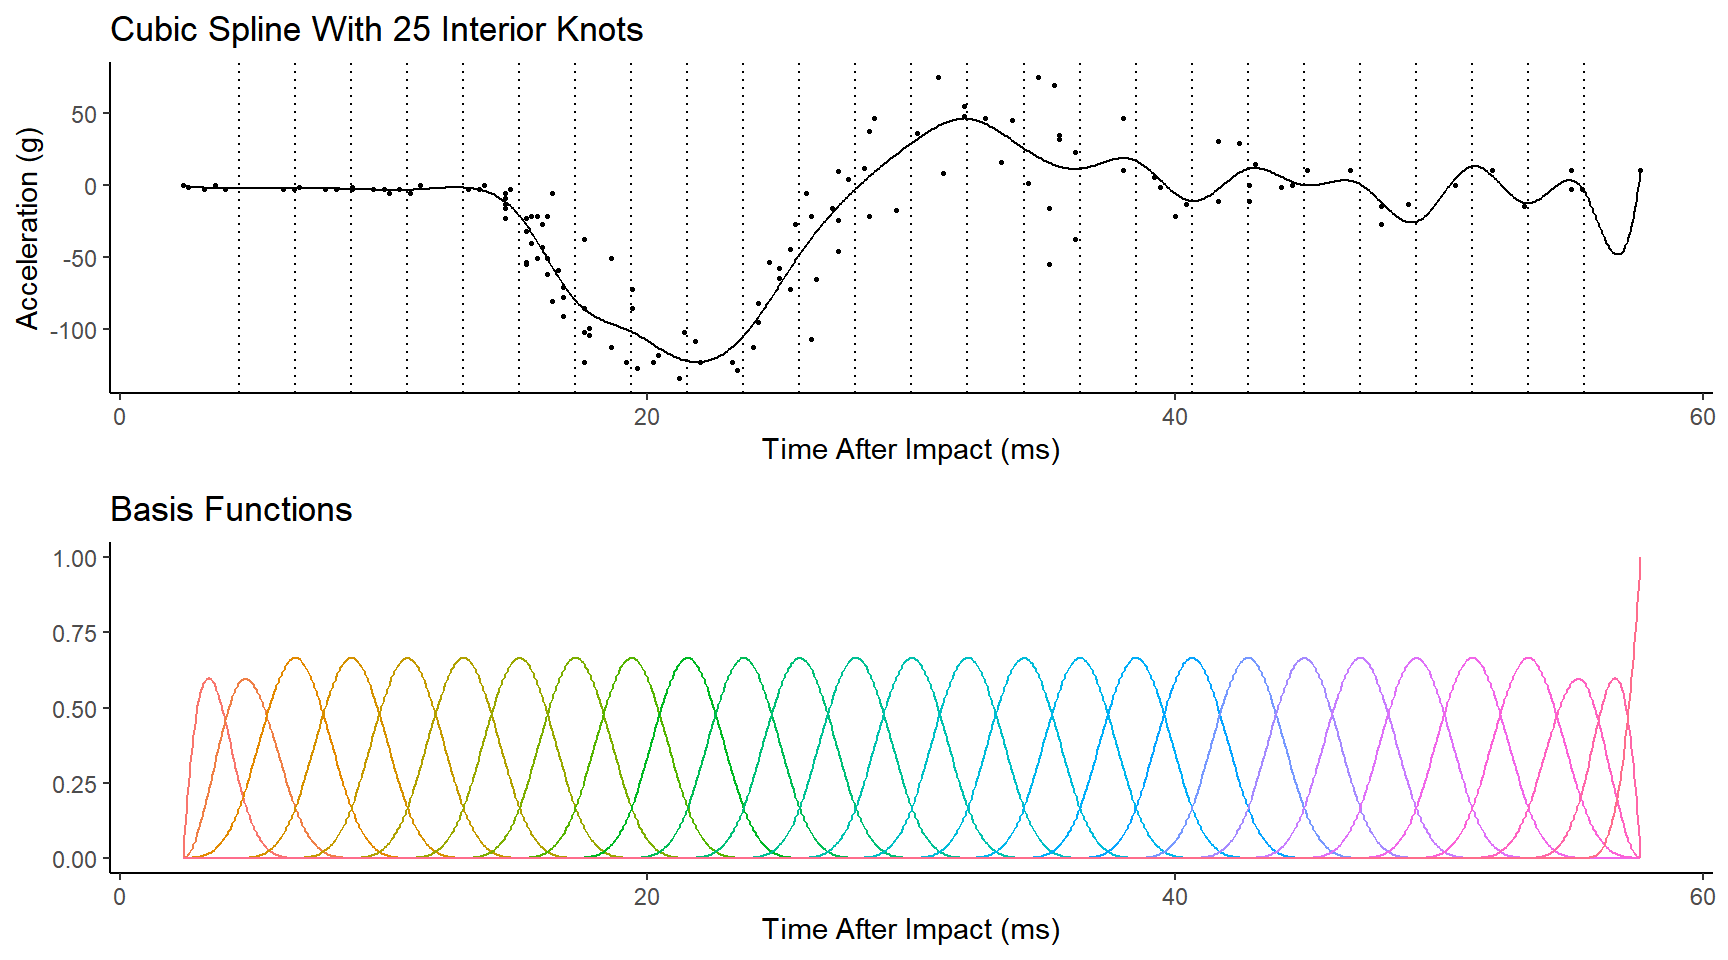 Cubic Spline With 25 Interior Knots
Acceleration (g)
50
0
-50
-100
0 20 40 60
Time After Impact (ms)
Basis Functions
1.00
0.75
0.50
0.25
0.00
0 20 40 60
Time After Impact (ms)